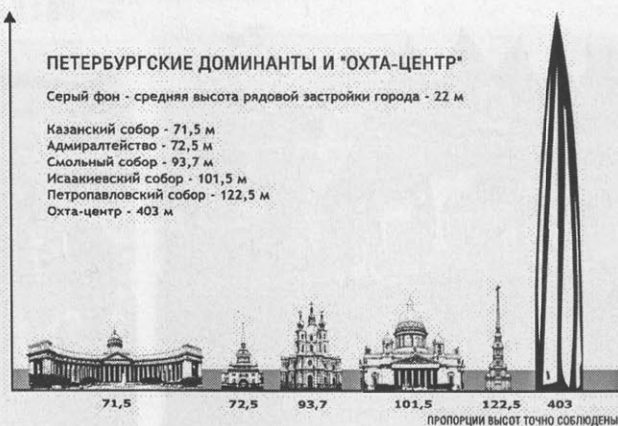 ПЕТЕРБУРГСКИЕ ДОМИНАНТЫ И "ОХТА-ЦЕНТР"
Серый фон - средняя высота рядовой застройки города - 22 м
Казанский собор - 71,5 м
Адмиралтейство - 72,5 м
Смольный собор - 93,7 м
Исаакиевский собор - 101,5 м
Петропавловский собор - 122,5 м
Охта-центр - 403 м
71,5 72,5 93,7 101,5 122,5 403
ПРОПОРЦИИ ВЫСОТ ТОЧНО СОБЛЮДЕНЫ